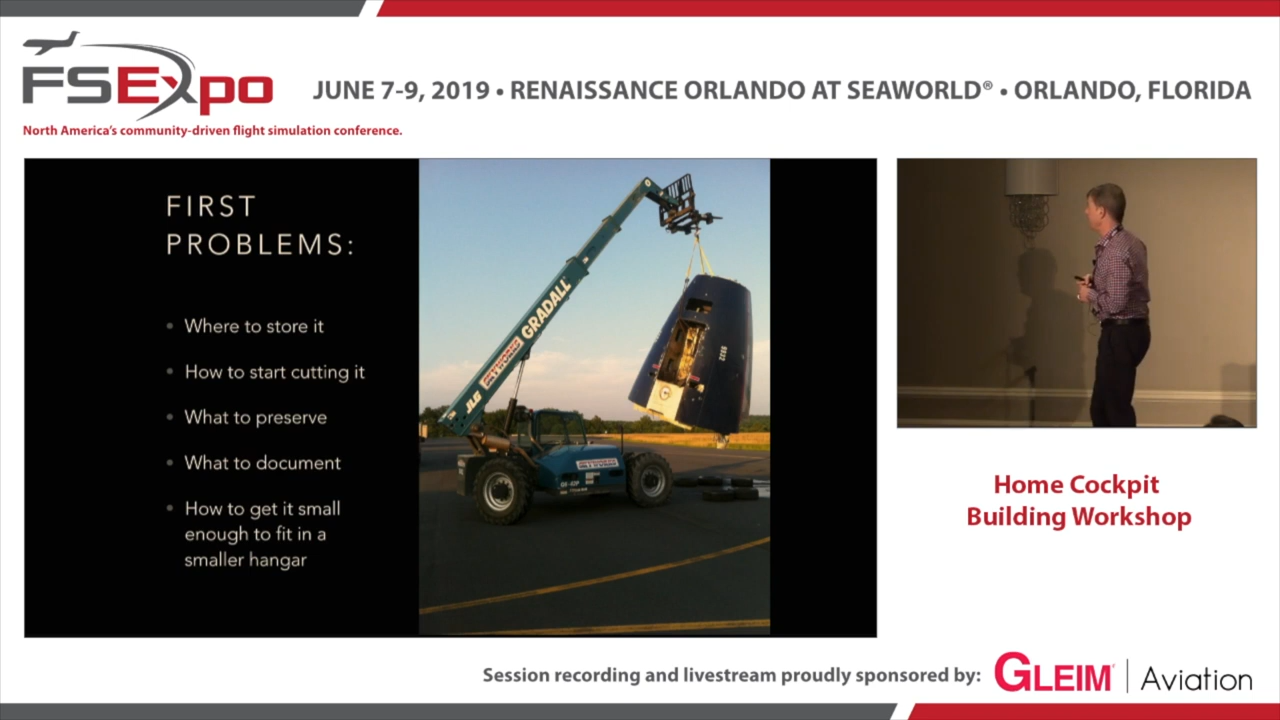 FSExpo
JUNE 7-9, 2019 • RENAISSANCE ORLANDO AT SEAWORLD® • ORLANDO, FLORIDA
North America's community-driven flight simulation conference.
FIRST
PROBLEMS:
• Where to store it
• How to start cutting it
• What to preserve
• What to document
• How to get it small
enough to fit in a
smaller hangar
GRADALL
JLG
Home Cockpit
Building Workshop
Session recording and livestream proudly sponsored by:
GLEIM® | Aviation